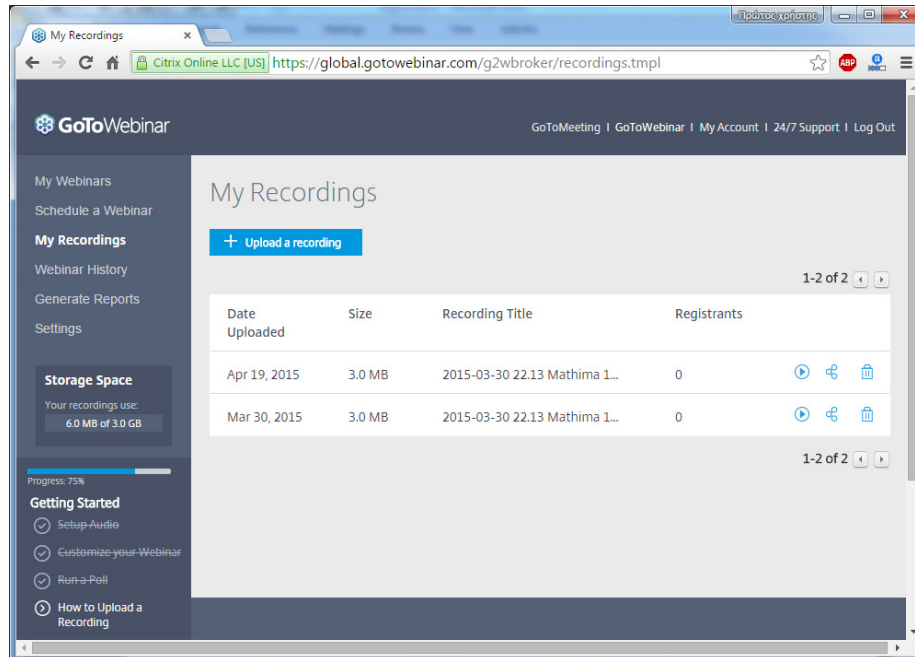 Πρώτος χρήστης
My Recordings
Citrix Online LLC [US] https://global.gotowebinar.com/g2wbroker/recordings.tmpl
ABP
GoToWebinar
GoToMeeting | GoToWebinar | My Account | 24/7 Support | Log Out
My Webinars
Schedule a Webinar
My Recordings
Webinar History
Generate Reports
Settings
Storage Space
Your recordings use:
6.0 MB of 3.0 GB
Progress: 75%
Getting Started
Setup Audio
Customize your Webinar
Run a Poll
How to Upload a
Recording
My Recordings
+ Upload a recording
1-2 of 2
Date Uploaded Size Recording Title Registrants
Apr 19, 2015 3.0 MB 2015-03-30 22.13 Mathima 1... 0
Mar 30, 2015 3.0 MB 2015-03-30 22.13 Mathima 1... 0
1-2 of 2